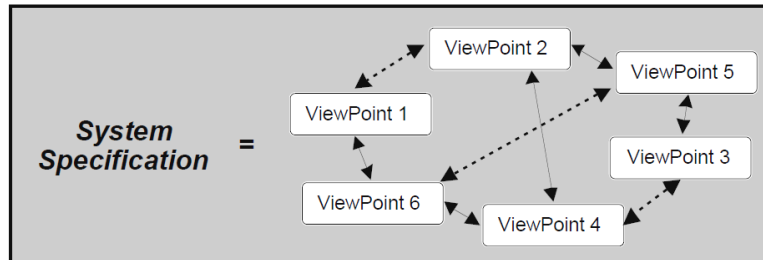 ViewPoint 2
ViewPoint 5
ViewPoint 1
System
Specification
=
ViewPoint 3
ViewPoint 6
ViewPoint 4